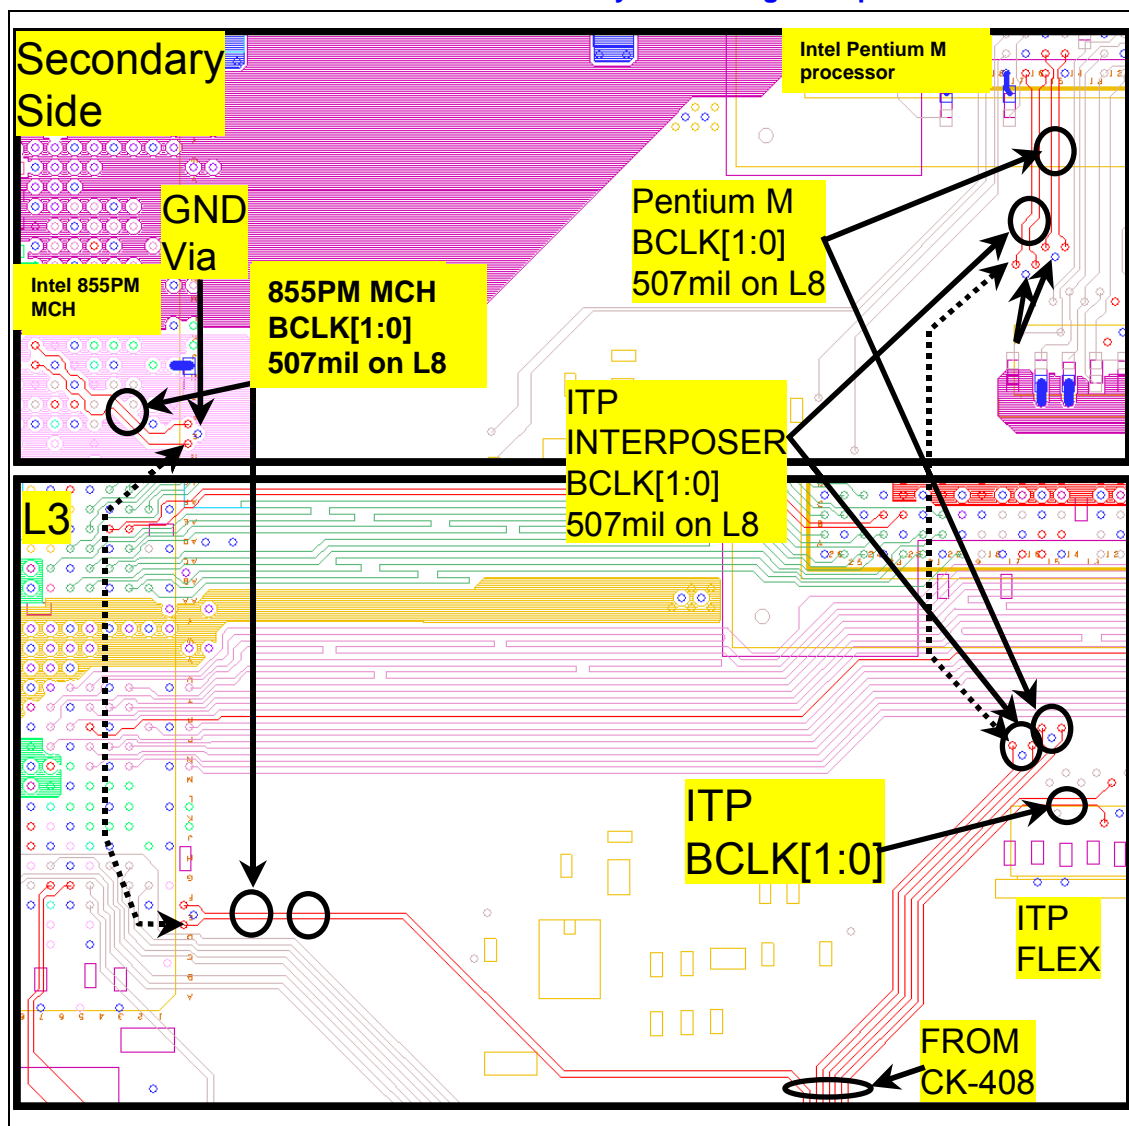 Secondary
Side
Intel Pentium M
processor
GND
Via
Pentium M
BCLK[1:0]
507mil on L8
Intel 855PM
MCH
855PM MCH
BCLK[1:0]
507mil on L8
ITP
INTERPOSER
BCLK[1:0]
507mil on L8
L3
ITP
BCLK[1:0]
ITP
FLEX
FROM
CK-408